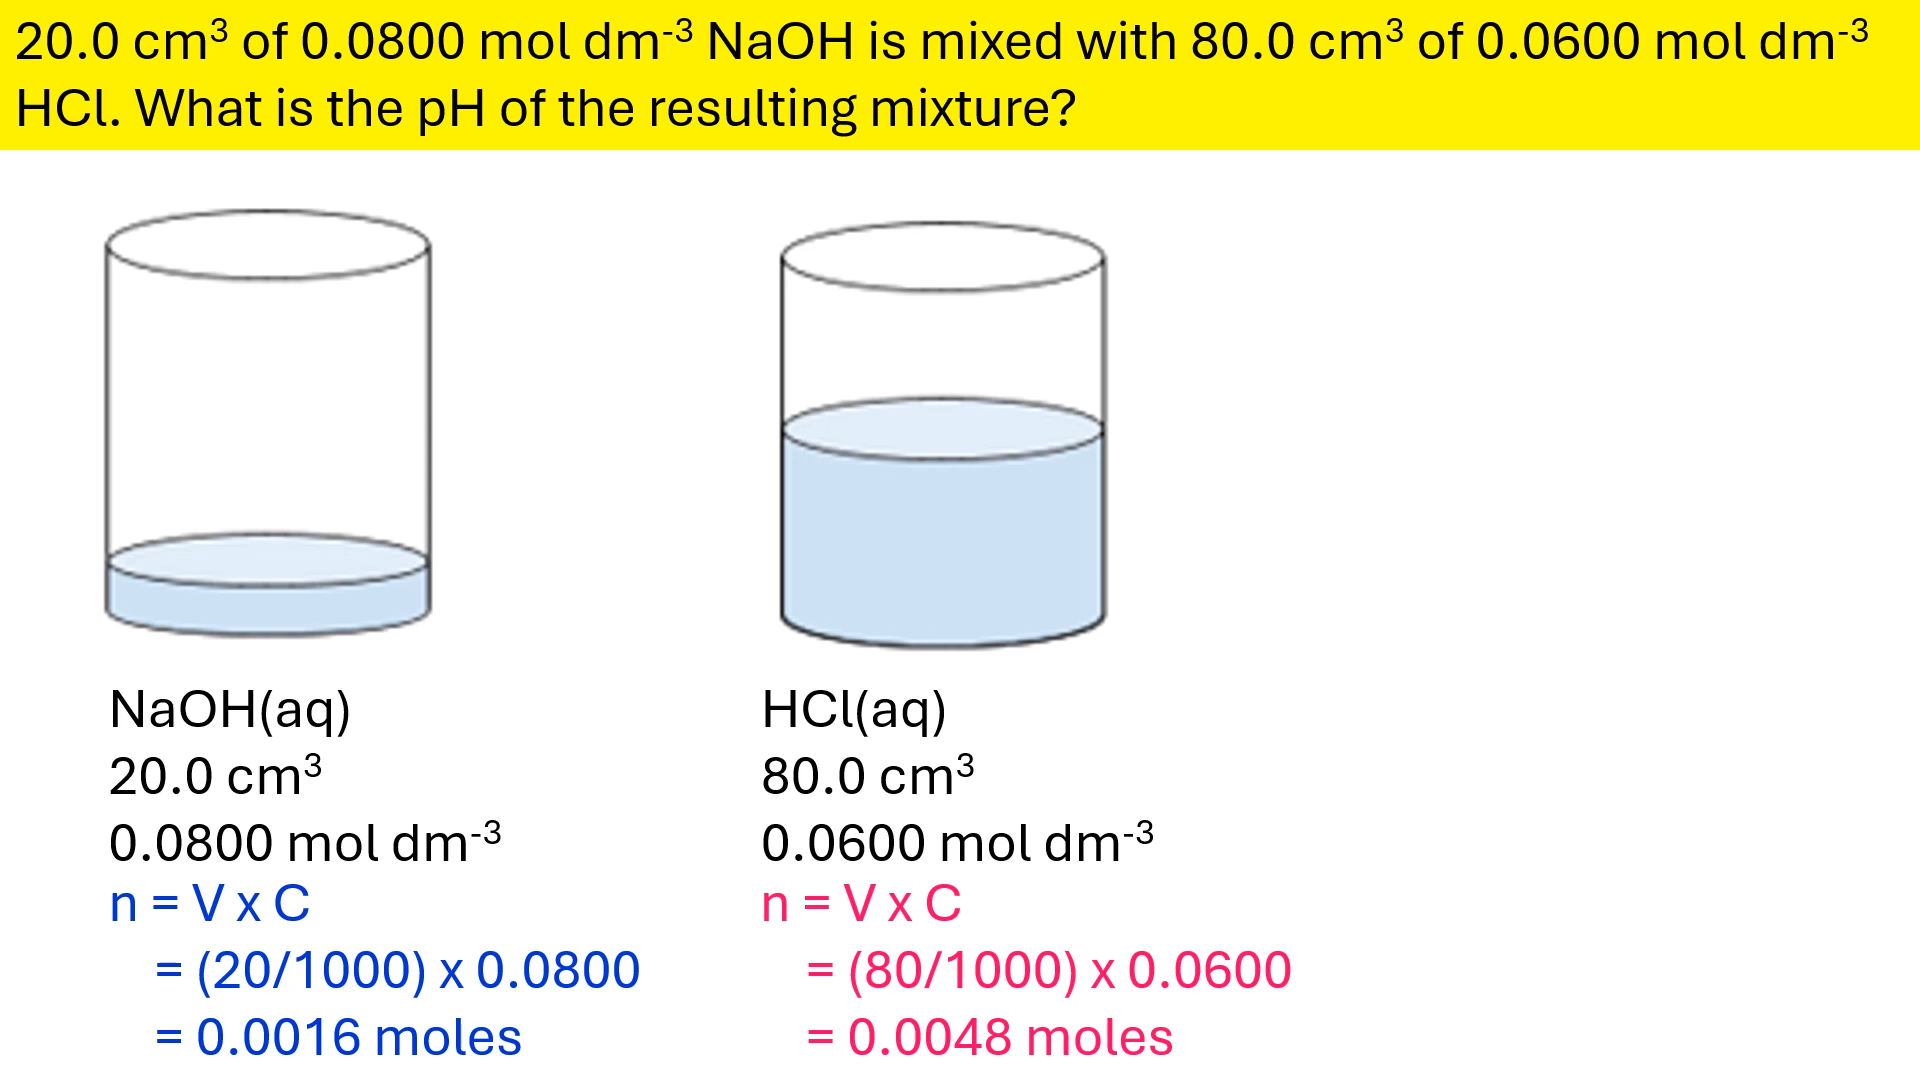 20.0 cm³ of 0.0800 mol dm⁻³ NaOH is mixed with 80.0 cm³ of 0.0600 mol dm⁻³
HCl. What is the pH of the resulting mixture?
NaOH(aq)
20.0 cm³
0.0800 mol dm⁻³
n = V x C
= (20/1000) x 0.0800
= 0.0016 moles
HCl(aq)
80.0 cm³
0.0600 mol dm⁻³
n = V x C
= (80/1000) x 0.0600
= 0.0048 moles